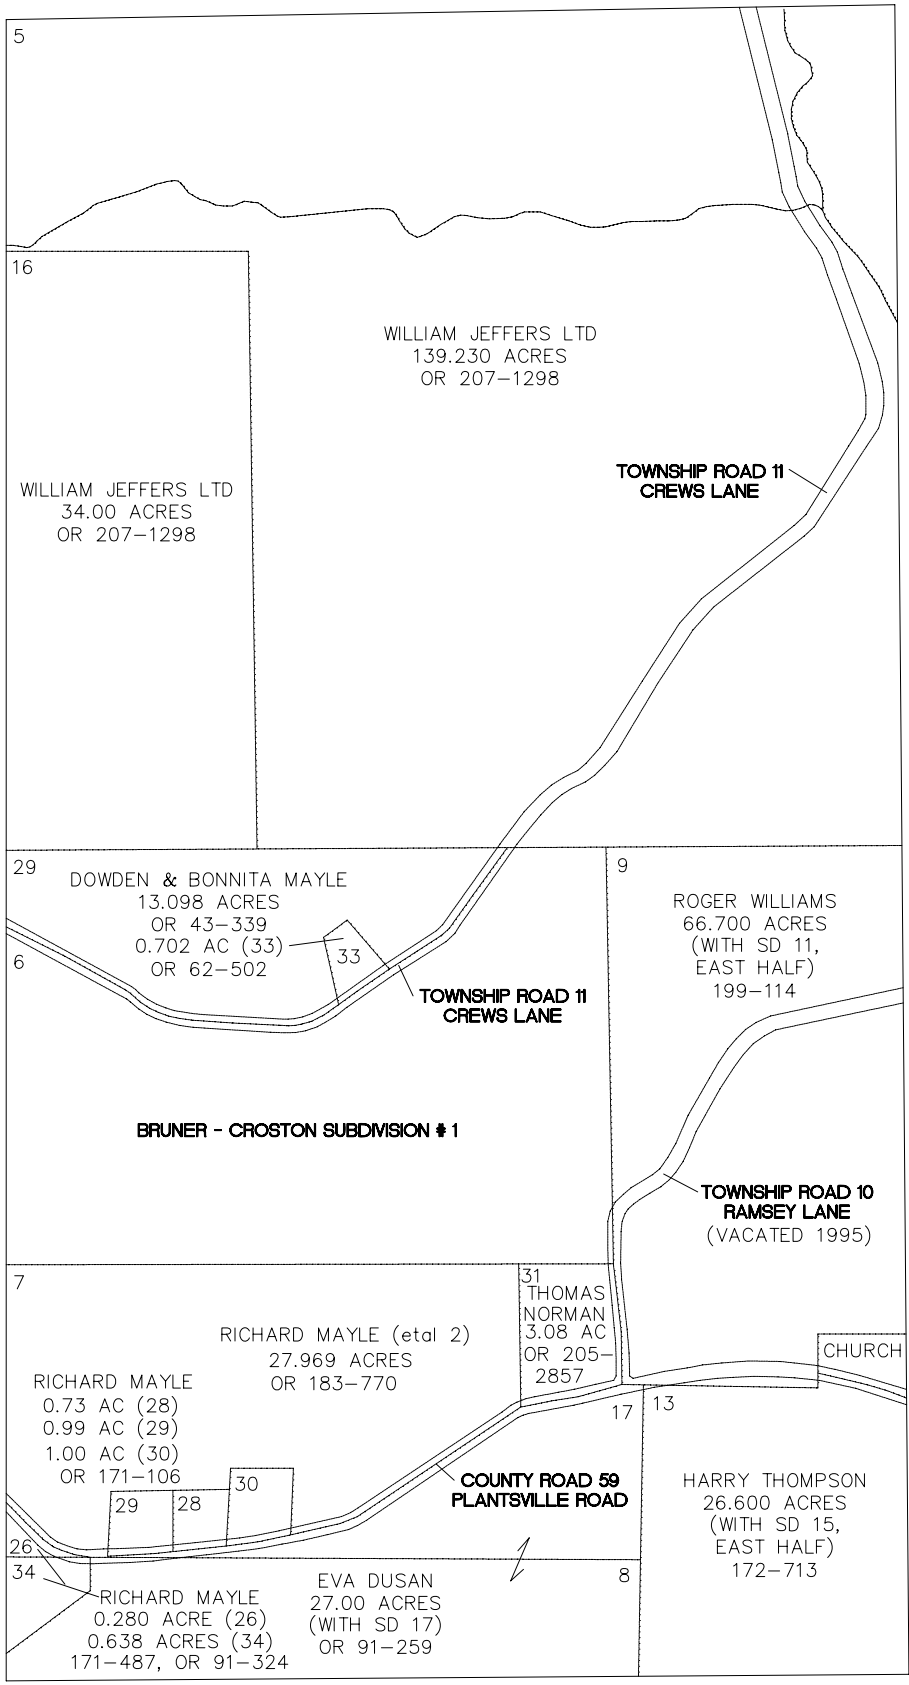 5
16
WILLIAM JEFFERS LTD
139.230 ACRES
OR 207-1298
TOWNSHIP ROAD 11
CREWS LANE
WILLIAM JEFFERS LTD
34.00 ACRES
OR 207-1298
29
DOWDEN & BONNITA MAYLE
13.098 ACRES
OR 43-339
0.702 AC (33)
OR 62-502
33
6
TOWNSHIP ROAD 11
CREWS LANE
9
ROGER WILLIAMS
66.700 ACRES
(WITH SD 11,
EAST HALF)
199-114
BRUNER - CROSTON SUBDIVISION # 1
TOWNSHIP ROAD 10
RAMSEY LANE
(VACATED 1995)
7
31
THOMAS
NORMAN
3.08 AC
OR 205-
2857
RICHARD MAYLE (etal 2)
27.969 ACRES
OR 183-770
CHURCH
RICHARD MAYLE
0.73 AC (28)
0.99 AC (29)
1.00 AC (30)
OR 171-106
17
13
30
29
28
COUNTY ROAD 59
PLANTSVILLE ROAD
HARRY THOMPSON
26.600 ACRES
(WITH SD 15,
EAST HALF)
172-713
26
34
RICHARD MAYLE
0.280 ACRE (26)
0.638 ACRES (34)
171-487, OR 91-324
EVA DUSAN
27.00 ACRES
(WITH SD 17)
OR 91-259
8